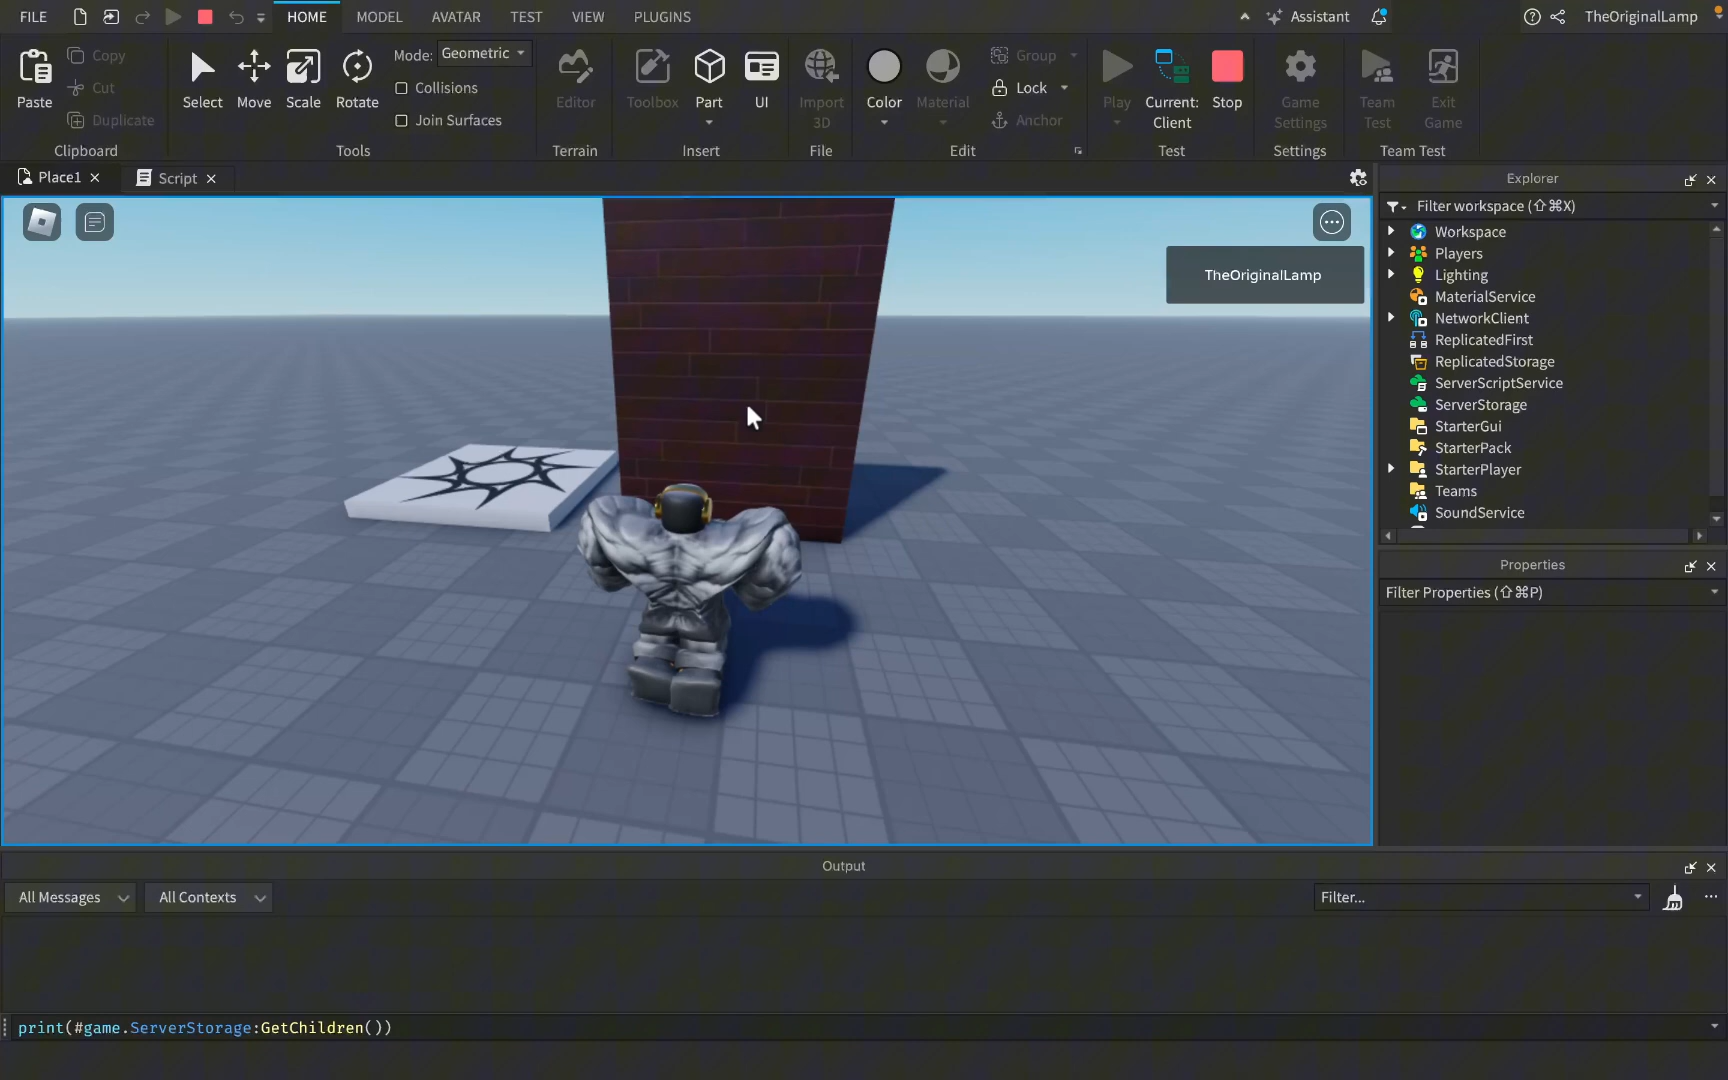 FILE HOME MODEL AVATAR TEST VIEW PLUGINS Assistant TheOriginalLamp
Paste
Copy
Cut
Duplicate
Clipboard
Select Move Scale Rotate
Mode: Geometric
Collisions
Join Surfaces
Tools
Editor
Terrain
Toolbox Part UI
Insert
Import
3D
File
Color Material
Group
Lock
Anchor
Edit
Play
Current:
Client
Stop
Test
Game
Settings
Settings
Team
Test
Exit
Game
Team Test
Place1 Script
TheOriginalLamp
Explorer
Filter workspace (⇧⌘X)
Workspace
Players
Lighting
MaterialService
NetworkClient
ReplicatedFirst
ReplicatedStorage
ServerScriptService
ServerStorage
StarterGui
StarterPack
StarterPlayer
Teams
SoundService
Properties
Filter Properties (⇧⌘P)
Output
All Messages All Contexts Filter...
print(#game.ServerStorage:GetChildren())